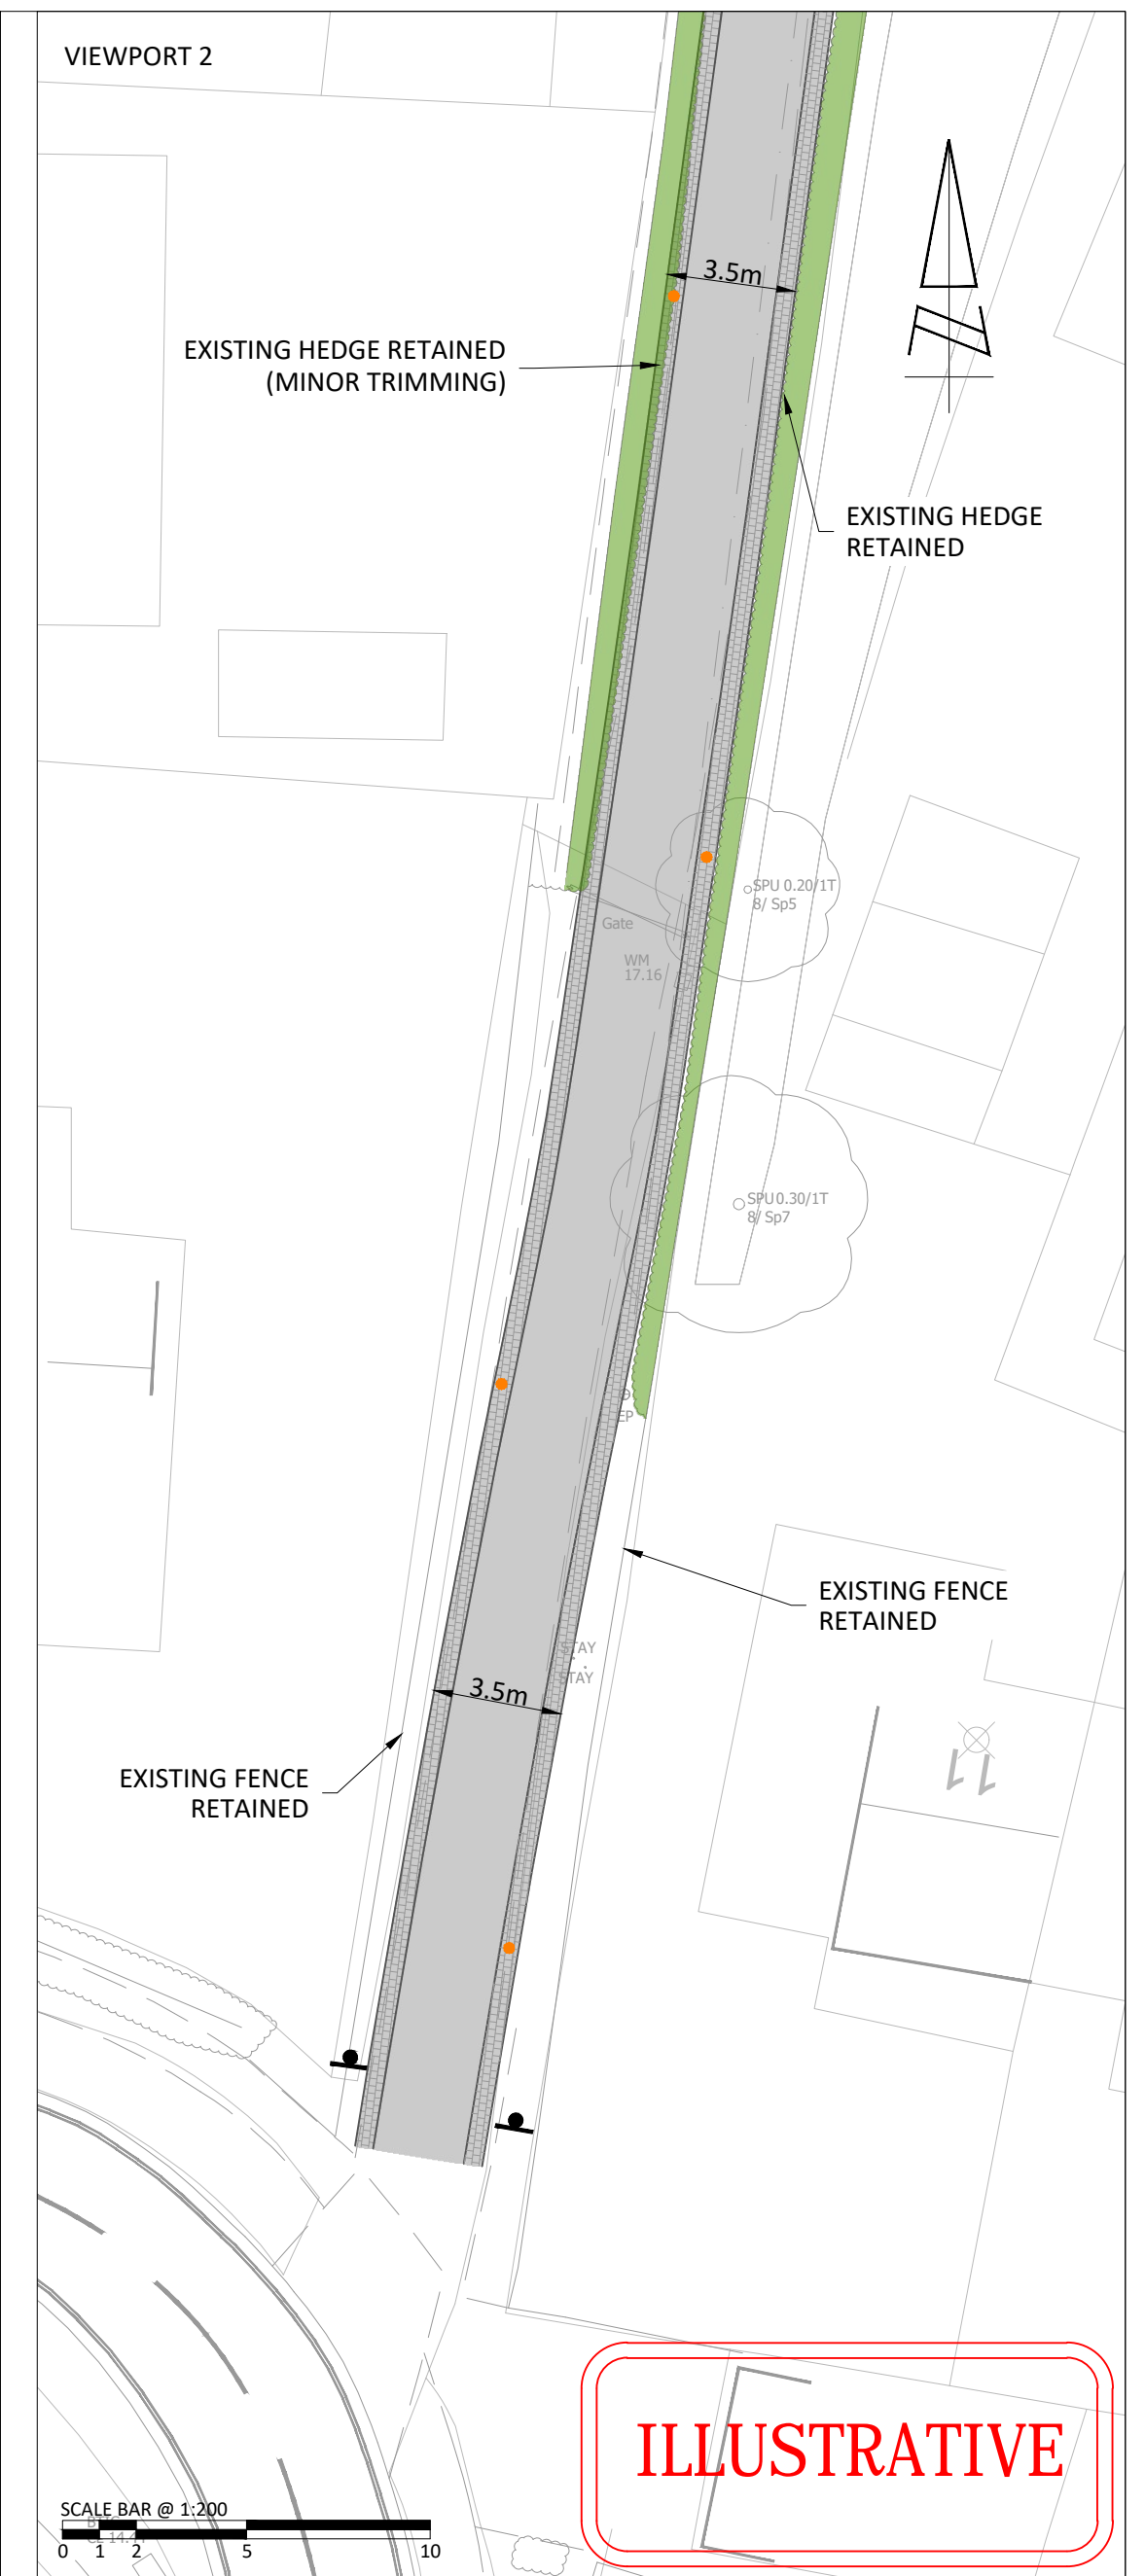 VIEWPORT 2
3.5m
EXISTING HEDGE RETAINED
(MINOR TRIMMING)
EXISTING HEDGE
RETAINED
SPU 0.20/1T
8/ Sp5
Gate
WM
17.16
SPU0.30/1T
8/ Sp7
EP
EXISTING FENCE
RETAINED
STAY
STAY
3.5m
EXISTING FENCE
RETAINED
11
ILLUSTRATIVE
SCALE BAR @ 1:200
0 1 2 5 10